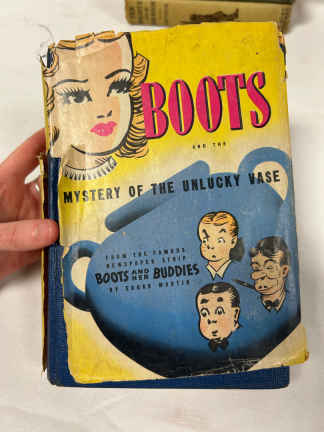 BOOTS
AND THE
MYSTERY OF THE UNLUCKY VASE
FROM THE FAMOUS
NEWSPAPER STRIP
BOOTS AND HER BUDDIES
BY EDGAR MARTIN